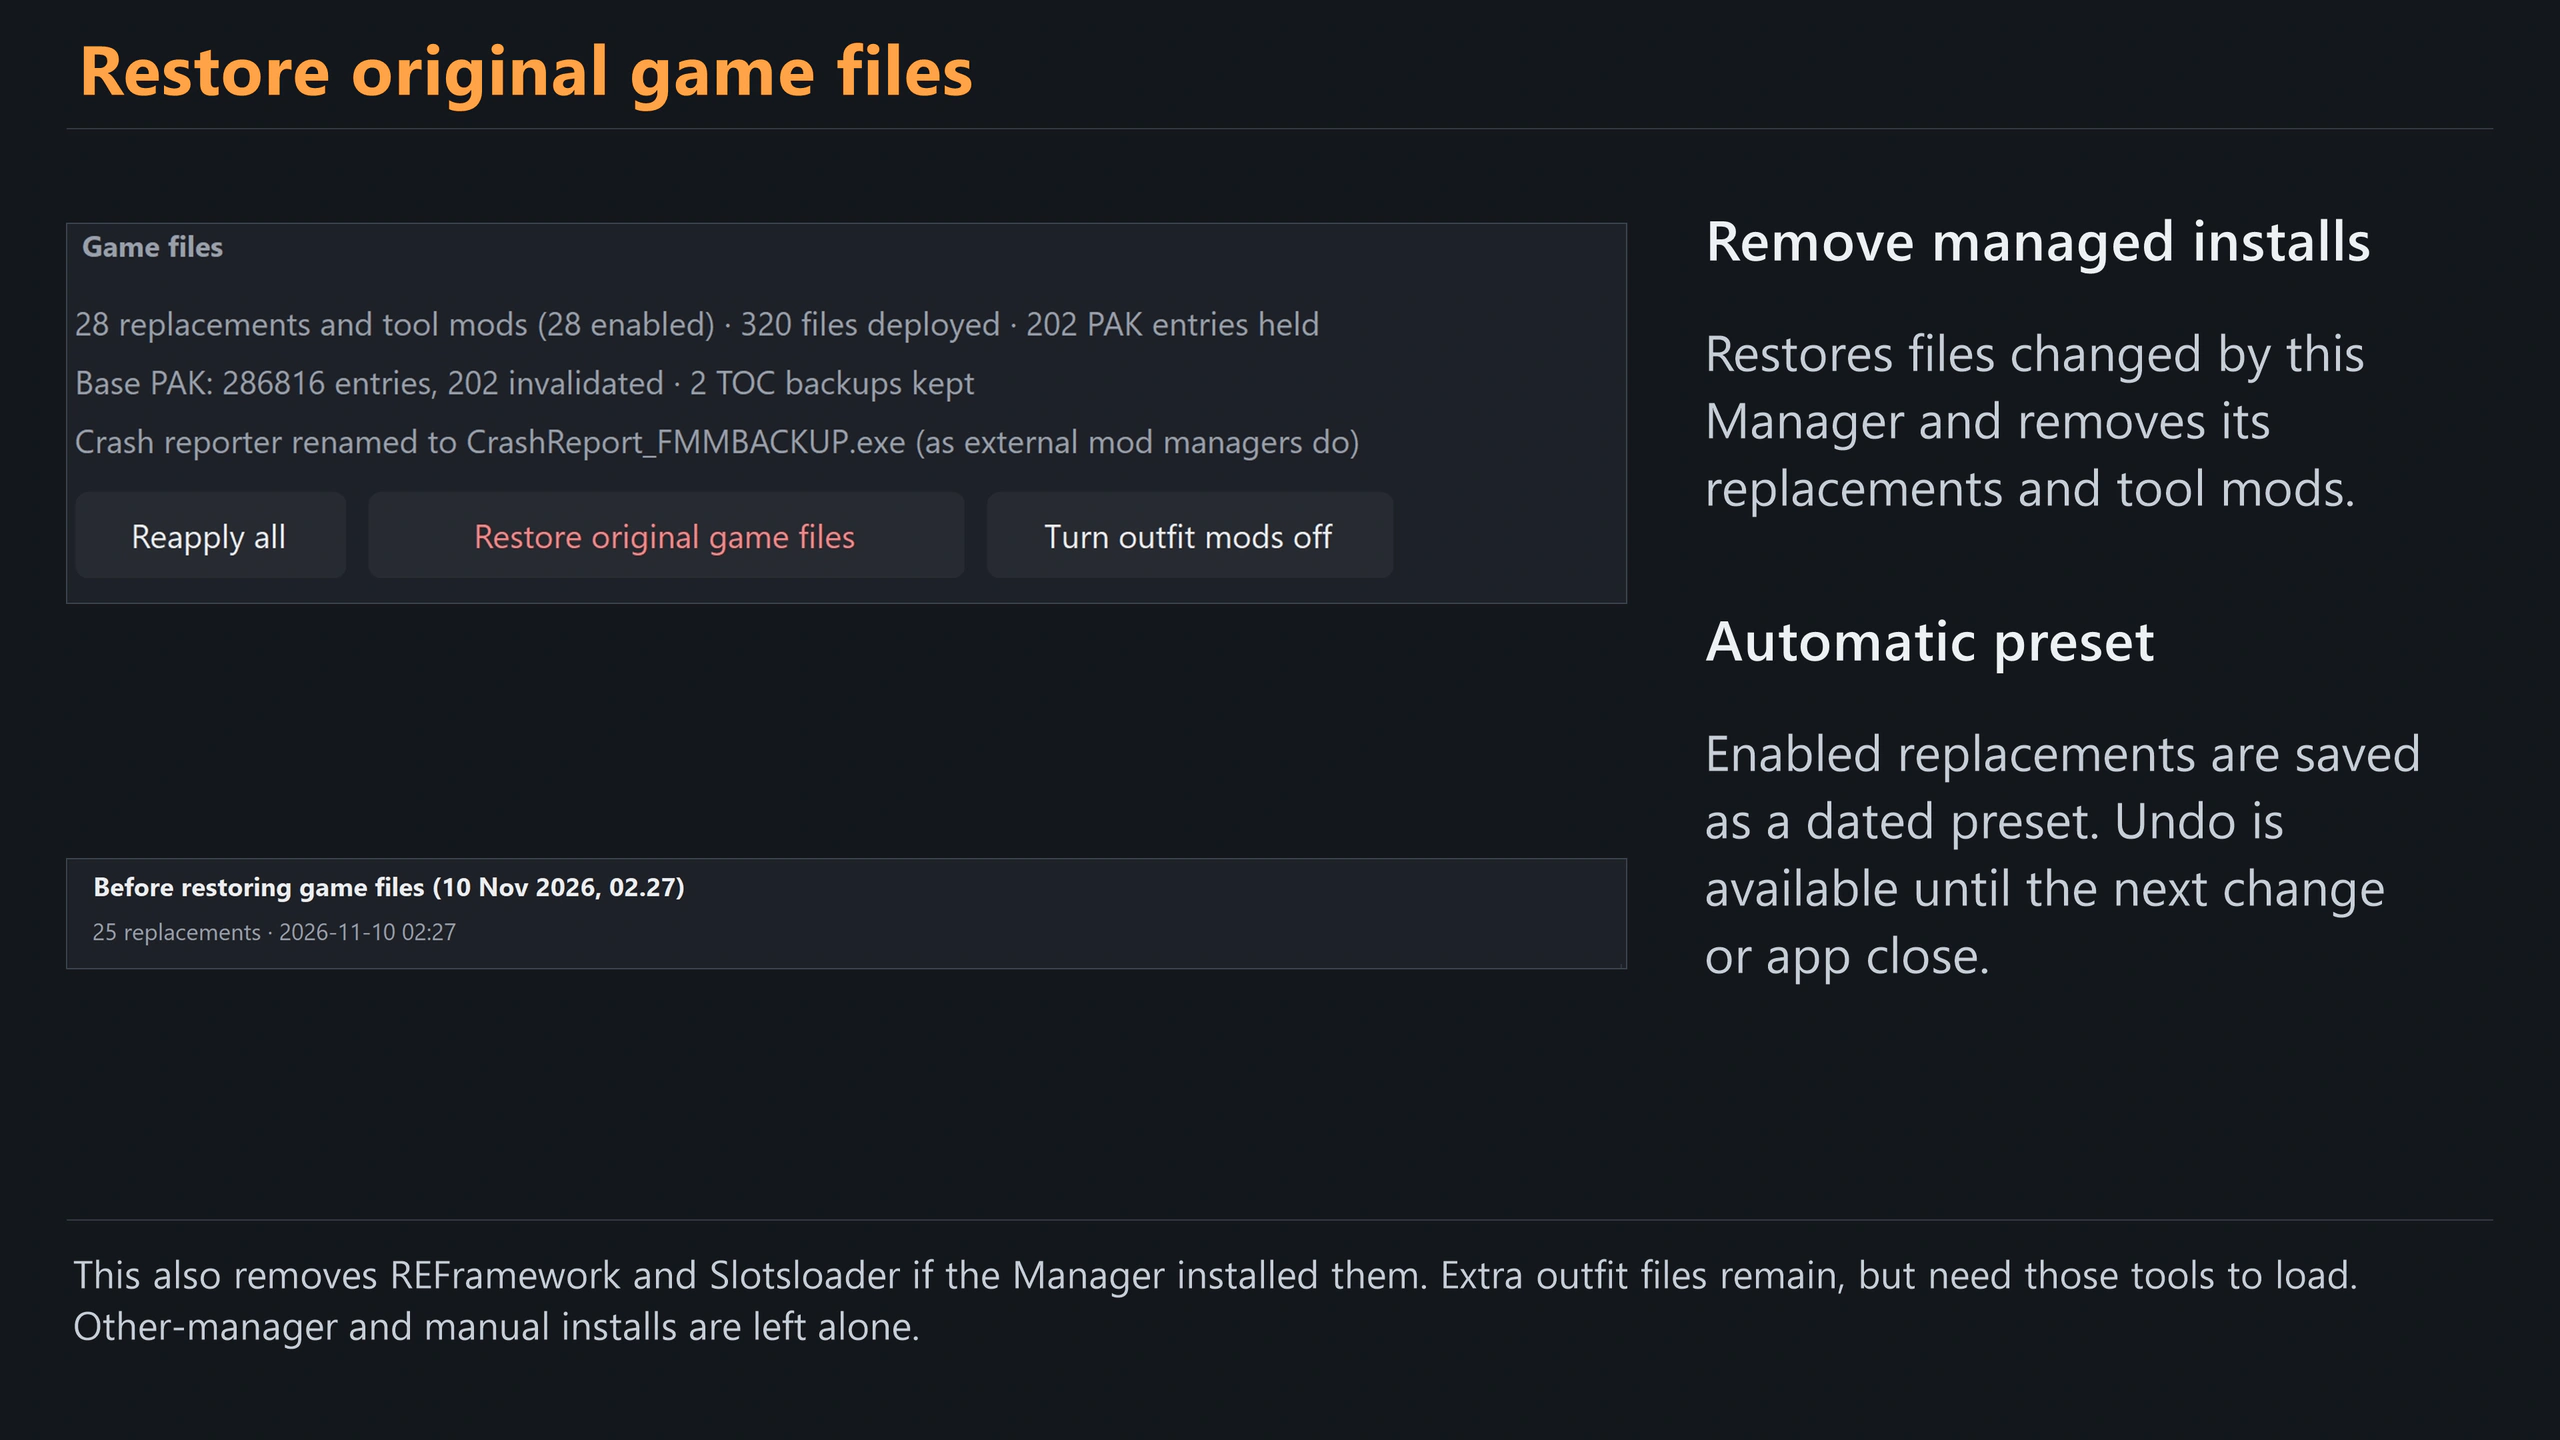 Restore original game files
Game files
28 replacements and tool mods (28 enabled) · 320 files deployed · 202 PAK entries held
Base PAK: 286816 entries, 202 invalidated · 2 TOC backups kept
Crash reporter renamed to CrashReport_FMMBACKUP.exe (as external mod managers do)
Reapply all
Restore original game files
Turn outfit mods off
Before restoring game files (10 Nov 2026, 02.27)
25 replacements · 2026-11-10 02:27
Remove managed installs
Restores files changed by this
Manager and removes its
replacements and tool mods.
Automatic preset
Enabled replacements are saved
as a dated preset. Undo is
available until the next change
or app close.
This also removes REFramework and Slotsloader if the Manager installed them. Extra outfit files remain, but need those tools to load.
Other-manager and manual installs are left alone.